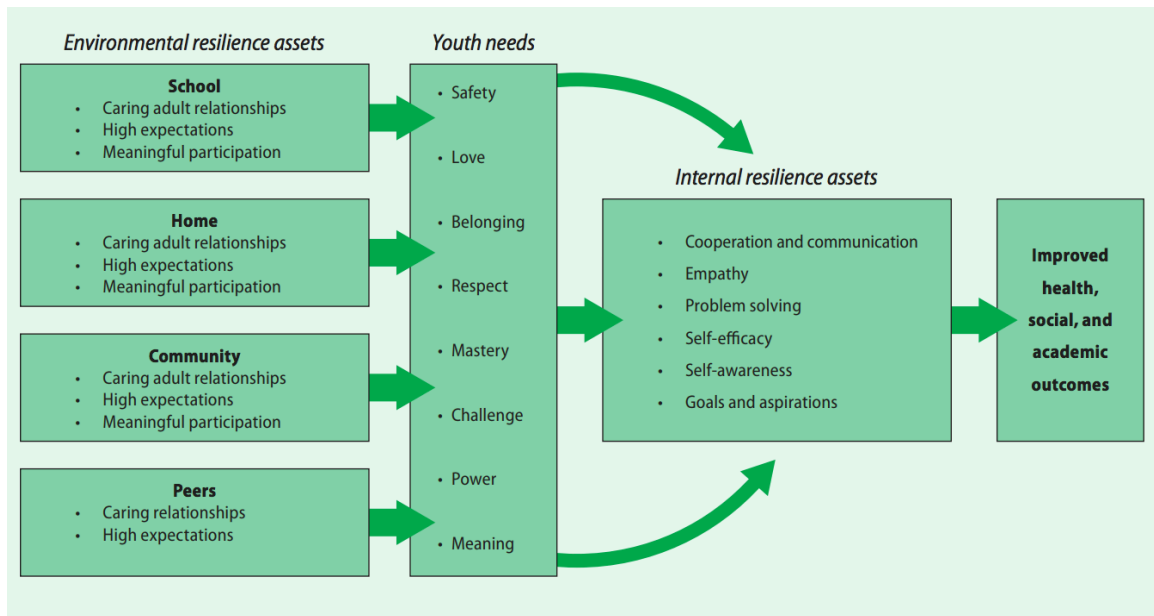 Environmental resilience assets
School
• Caring adult relationships
• High expectations
• Meaningful participation
Home
• Caring adult relationships
• High expectations
• Meaningful participation
Community
• Caring adult relationships
• High expectations
• Meaningful participation
Peers
• Caring relationships
• High expectations
Youth needs
• Safety
• Love
• Belonging
• Respect
• Mastery
• Challenge
• Power
• Meaning
Internal resilience assets
• Cooperation and communication
• Empathy
• Problem solving
• Self-efficacy
• Self-awareness
• Goals and aspirations
Improved
health,
social, and
academic
outcomes